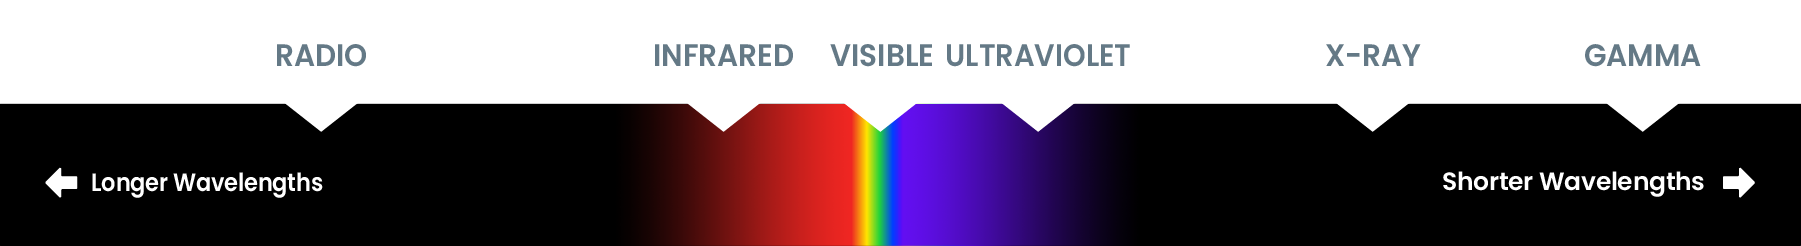 RADIO INFRARED VISIBLE ULTRAVIOLET X-RAY GAMMA
Longer Wavelengths Shorter Wavelengths